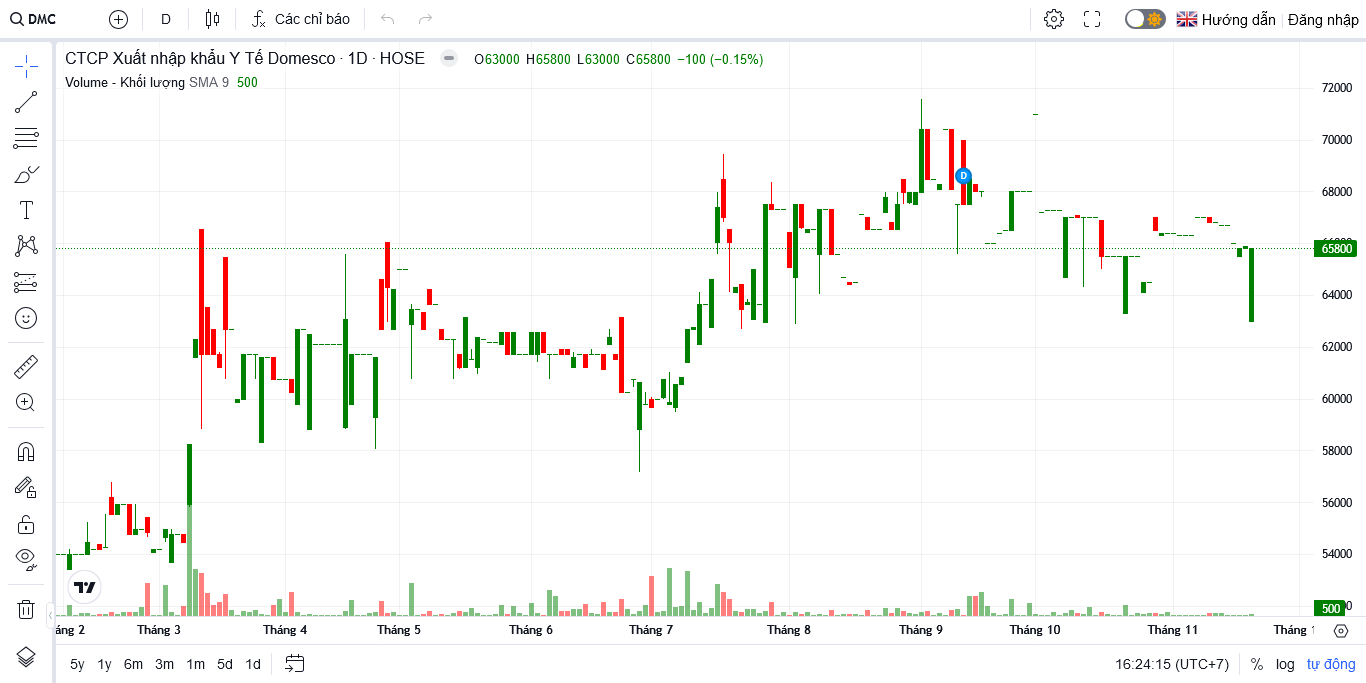 DMC
D
Các chỉ báo
Hướng dẫn
Đăng nhập
CTCP Xuất nhập khẩu Y Tế Domesco · 1D · HOSE
O63000 H65800 L63000 C65800 −100 (−0.15%)
Volume - Khối lượng SMA 9 500
72000
70000
68000
65800
64000
62000
60000
58000
56000
54000
500
D
Tháng 3
Tháng 4
Tháng 5
Tháng 6
Tháng 7
Tháng 8
Tháng 9
Tháng 10
Tháng 11
5y 1y 6m 3m 1m 5d 1d
16:24:15 (UTC+7)
% log tự động